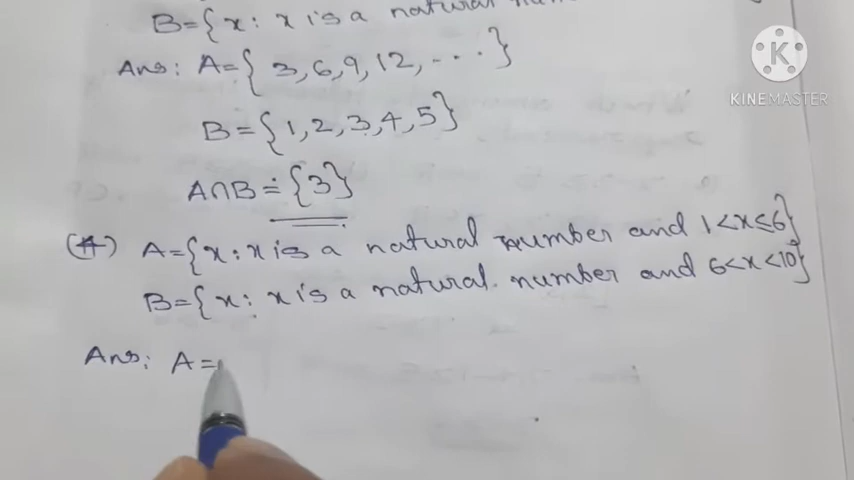 B={x: x is a natural
Ans: A={3,6,9,12,...}
KINEMASTER
B={1,2,3,4,5}
A∩B={3}
(4) A={x:x is a natural number and 1<x≤6}
B={x: x is a natural number and 6<x<10}
Ans: A=